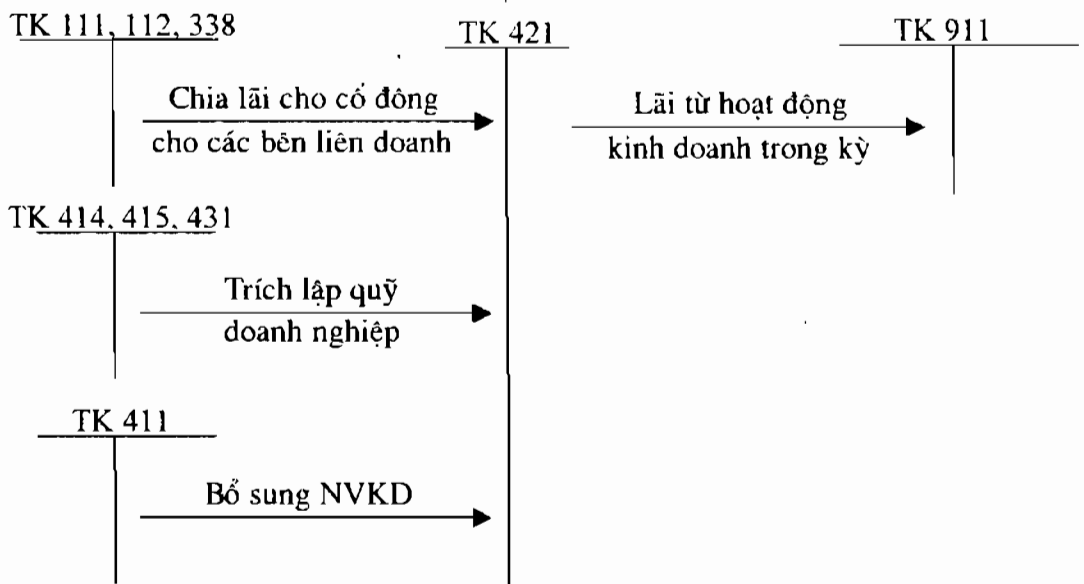 TK 111, 112, 338
TK 421
TK 911
Chia lãi cho cổ đông
cho các bên liên doanh
Lãi từ hoạt động
kinh doanh trong kỳ
TK 414, 415, 431
Trích lập quỹ
doanh nghiệp
TK 411
Bổ sung NVKD